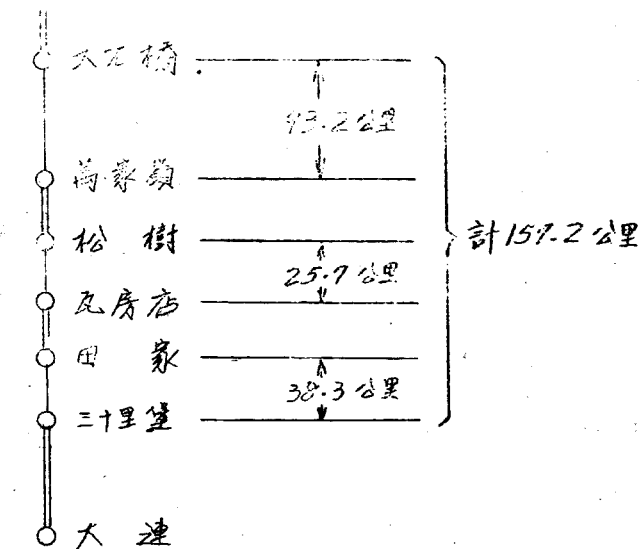 大石橋
93.2公里
萬家嶺
計157.2公里
松樹
25.7公里
瓦房店
田家
38.3公里
三十里堡
大連